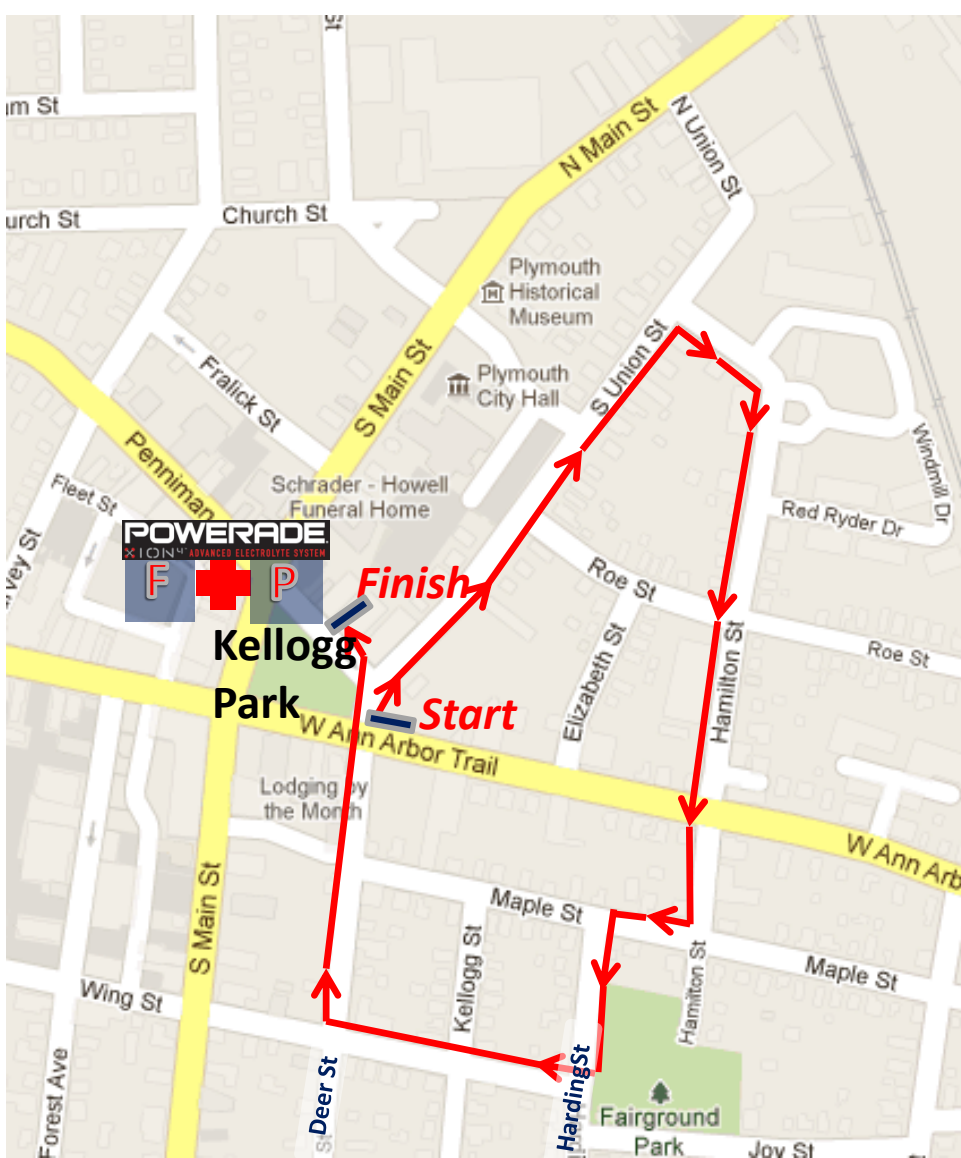 St
m St
N Union St
N Main St
urch St
Church St
Plymouth
Historical
Museum
S Union St
S Main St
Plymouth
City Hall
Fralick St
Windmill Dr
Penniman
Schrader - Howell
Funeral Home
Fleet St
Red Ryder Dr
POWERADE
XION4 ADVANCED ELECTROLYTE SYSTEM
rvey St
F
P
Finish
Roe St
Kellogg
Park
Elizabeth St
Hamilton St
Roe St
Start
W Ann Arbor Trail
Lodging by
the Month
W Ann Arb
S Main St
Maple St
Kellogg St
Hamilton St
Maple St
Wing St
Forest Ave
Deer St
St
HardingSt
Fairground
Park
Joy St